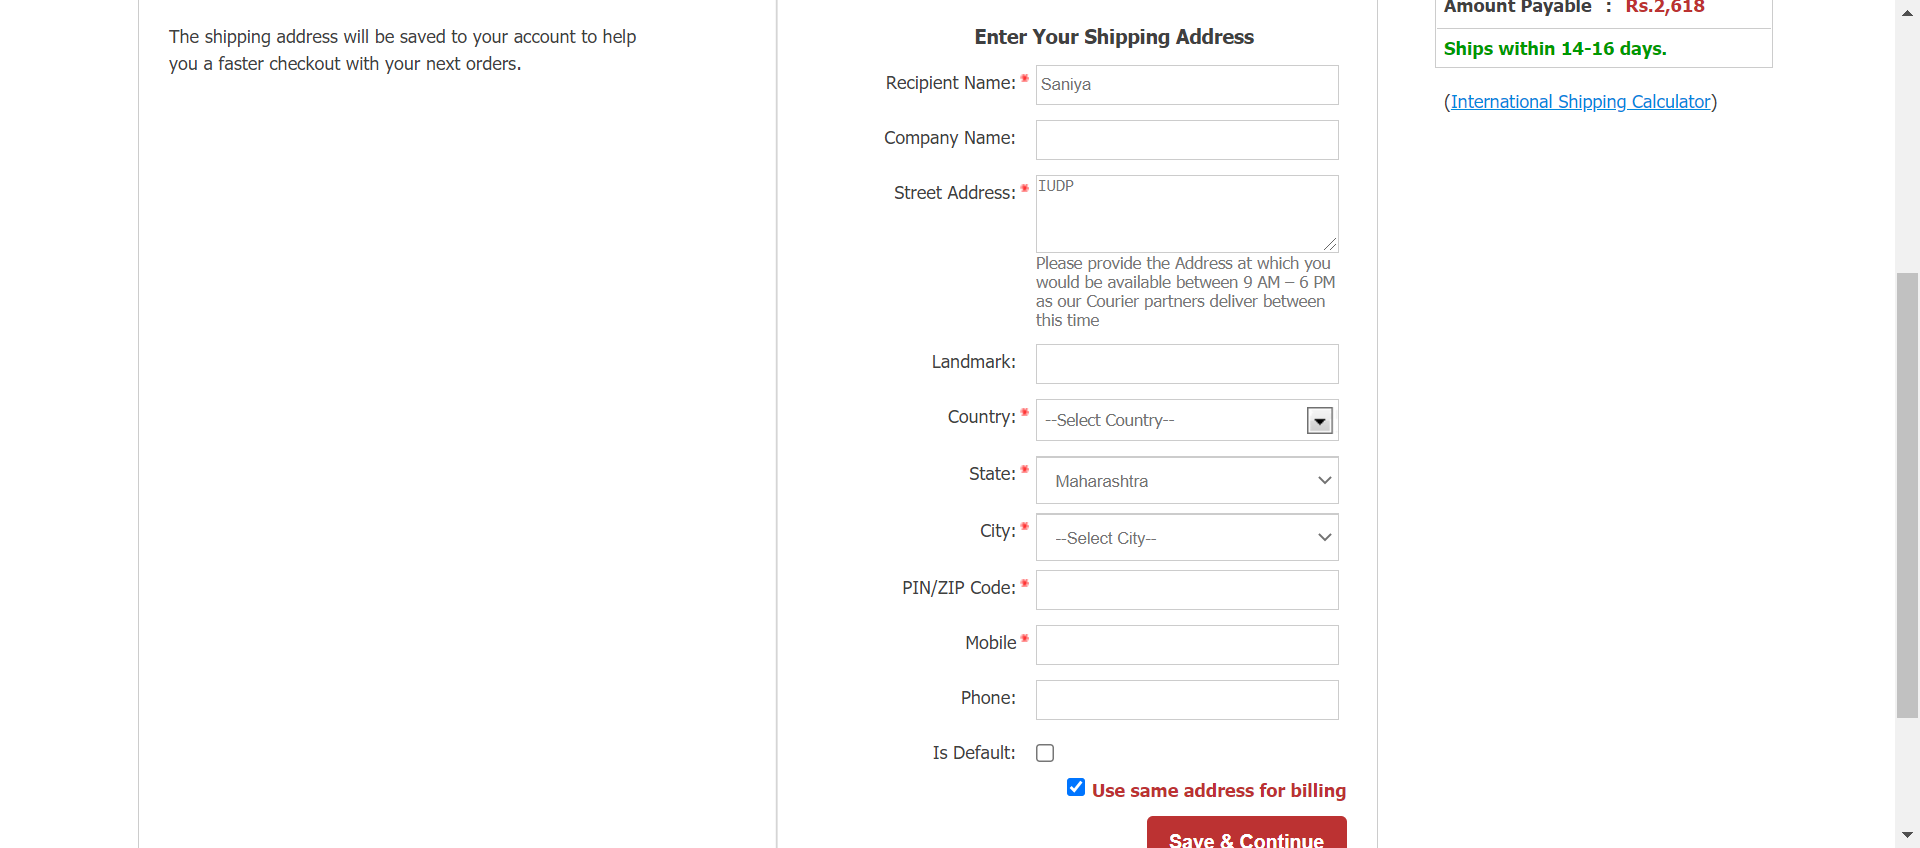 The shipping address will be saved to your account to help
you a faster checkout with your next orders.
Enter Your Shipping Address
Recipient Name: *
Saniya
Company Name:
Street Address: *
IUDP
Please provide the Address at which you
would be available between 9 AM – 6 PM
as our Courier partners deliver between
this time
Landmark:
Country: *
--Select Country--
State: *
Maharashtra
City: *
--Select City--
PIN/ZIP Code: *
Mobile *
Phone:
Is Default:
Use same address for billing
Save & Continue
Amount Payable : Rs.2,618
Ships within 14-16 days.
(International Shipping Calculator)